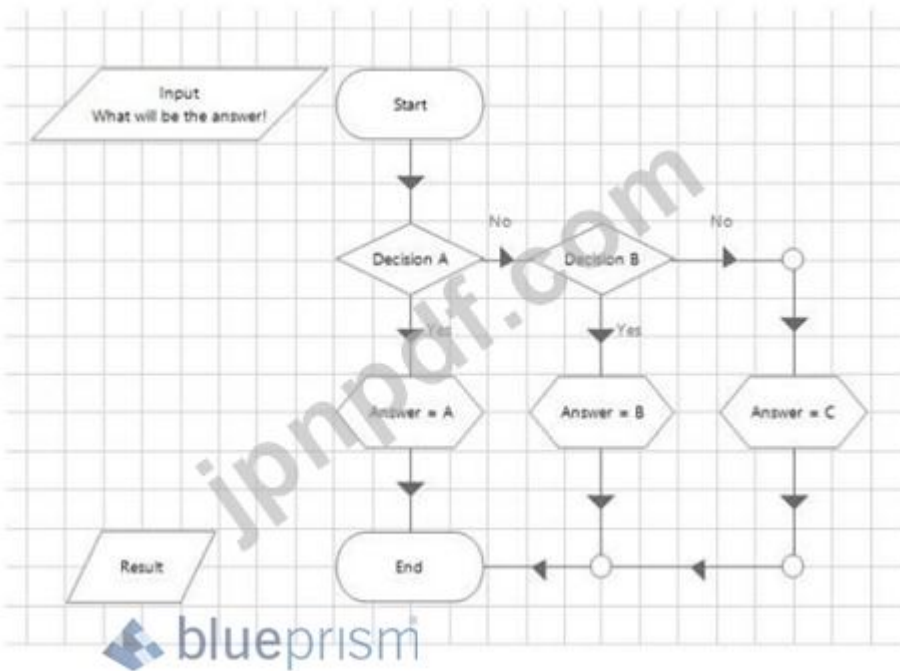 Input
What will be the answer!
Start
No
No
Decision A
Decision B
Yes
Yes
Answer = A
Answer = B
Answer = C
Result
End
jpnpdf.com
blueprism